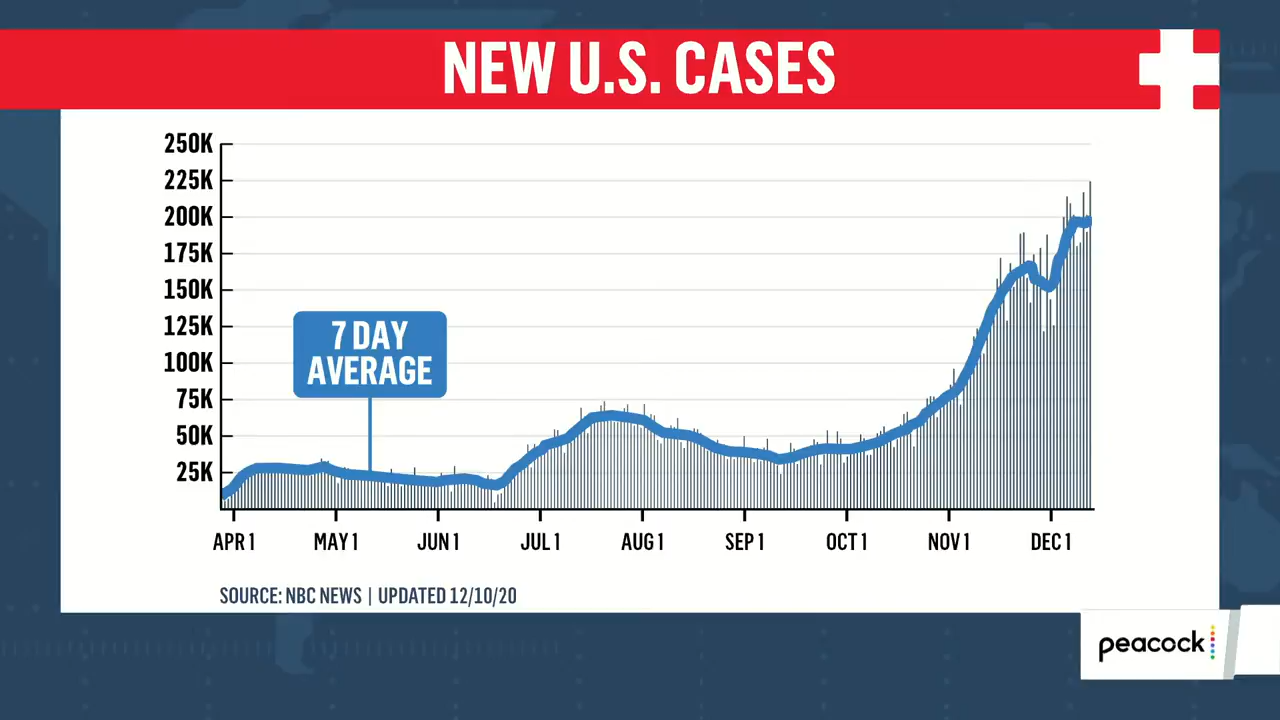 NEW U.S. CASES
250K
225K
200K
175K
150K
125K
100K
75K
50K
25K
7 DAY
AVERAGE
APR 1 MAY 1 JUN 1 JUL 1 AUG 1 SEP 1 OCT 1 NOV 1 DEC 1
SOURCE: NBC NEWS | UPDATED 12/10/20
peacock